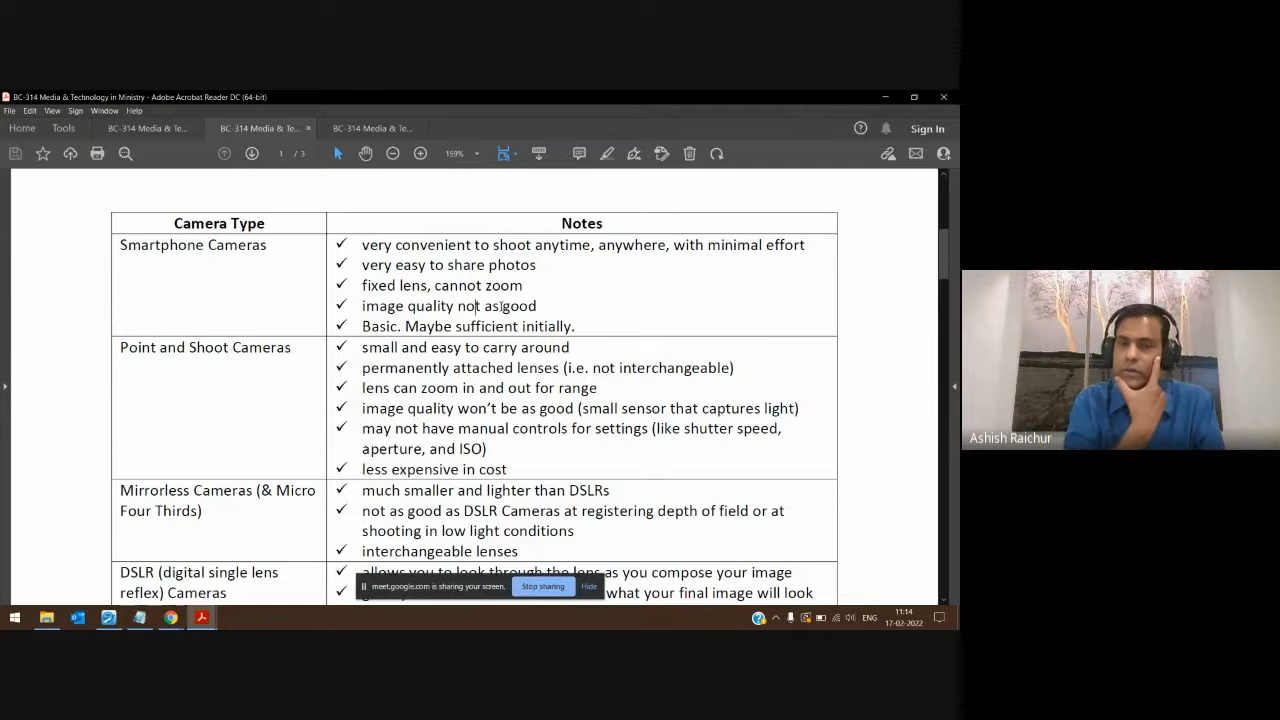 BC-314 Media & Technology in Ministry - Adobe Acrobat Reader DC (64-bit)
File Edit View Sign Window Help
Home Tools BC-314 Media & Te... BC-314 Media & Te... × BC-314 Media & Te... Sign In
1 / 3 159%
Camera Type Notes
Smartphone Cameras ✓ very convenient to shoot anytime, anywhere, with minimal effort
✓ very easy to share photos
✓ fixed lens, cannot zoom
✓ image quality not as good
✓ Basic. Maybe sufficient initially.
Point and Shoot Cameras ✓ small and easy to carry around
✓ permanently attached lenses (i.e. not interchangeable)
✓ lens can zoom in and out for range
✓ image quality won't be as good (small sensor that captures light)
✓ may not have manual controls for settings (like shutter speed,
aperture, and ISO)
✓ less expensive in cost
Mirrorless Cameras (& Micro ✓ much smaller and lighter than DSLRs
Four Thirds) ✓ not as good as DSLR Cameras at registering depth of field or at
shooting in low light conditions
✓ interchangeable lenses
DSLR (digital single lens ✓ allows you to look through the lens as you compose your image
reflex) Cameras ✓ what your final image will look
meet.google.com is sharing your screen. Stop sharing Hide
Ashish Raichur
ENG 11:14
17-02-2022